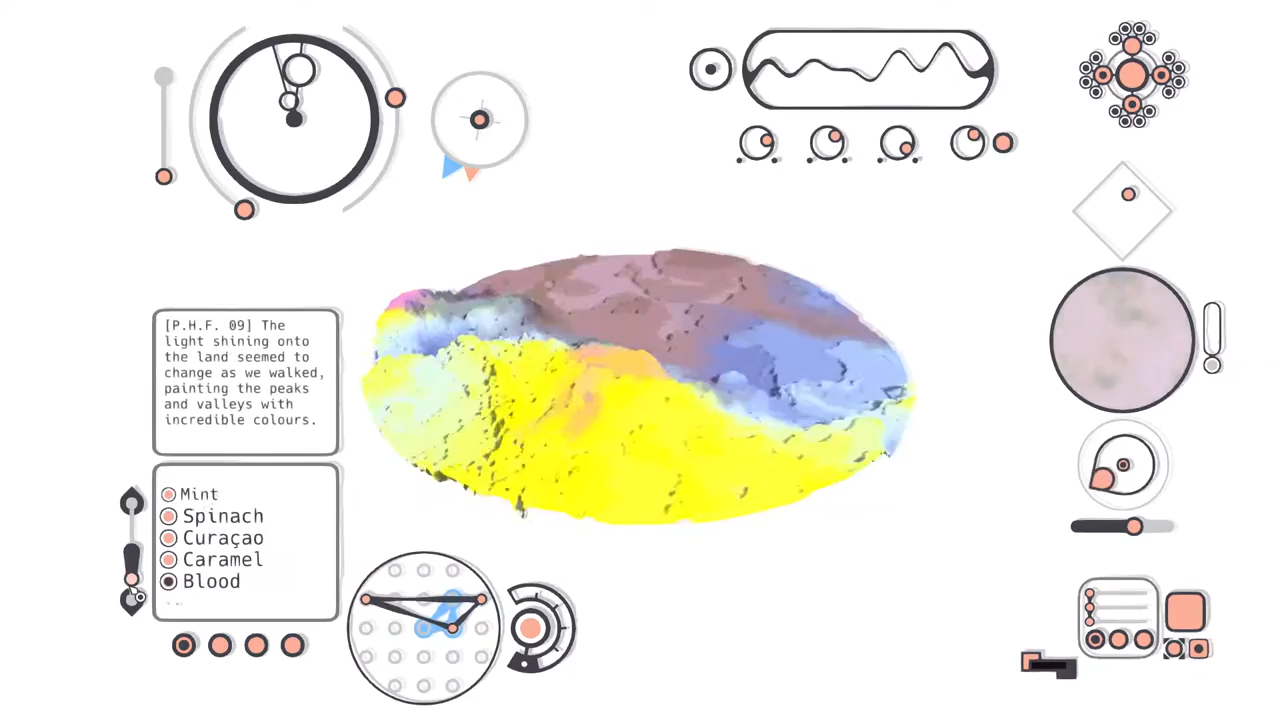 [P.H.F. 09] The
light shining onto
the land seemed to
change as we walked,
painting the peaks
and valleys with
incredible colours.
Mint
Spinach
Curaçao
Caramel
Blood